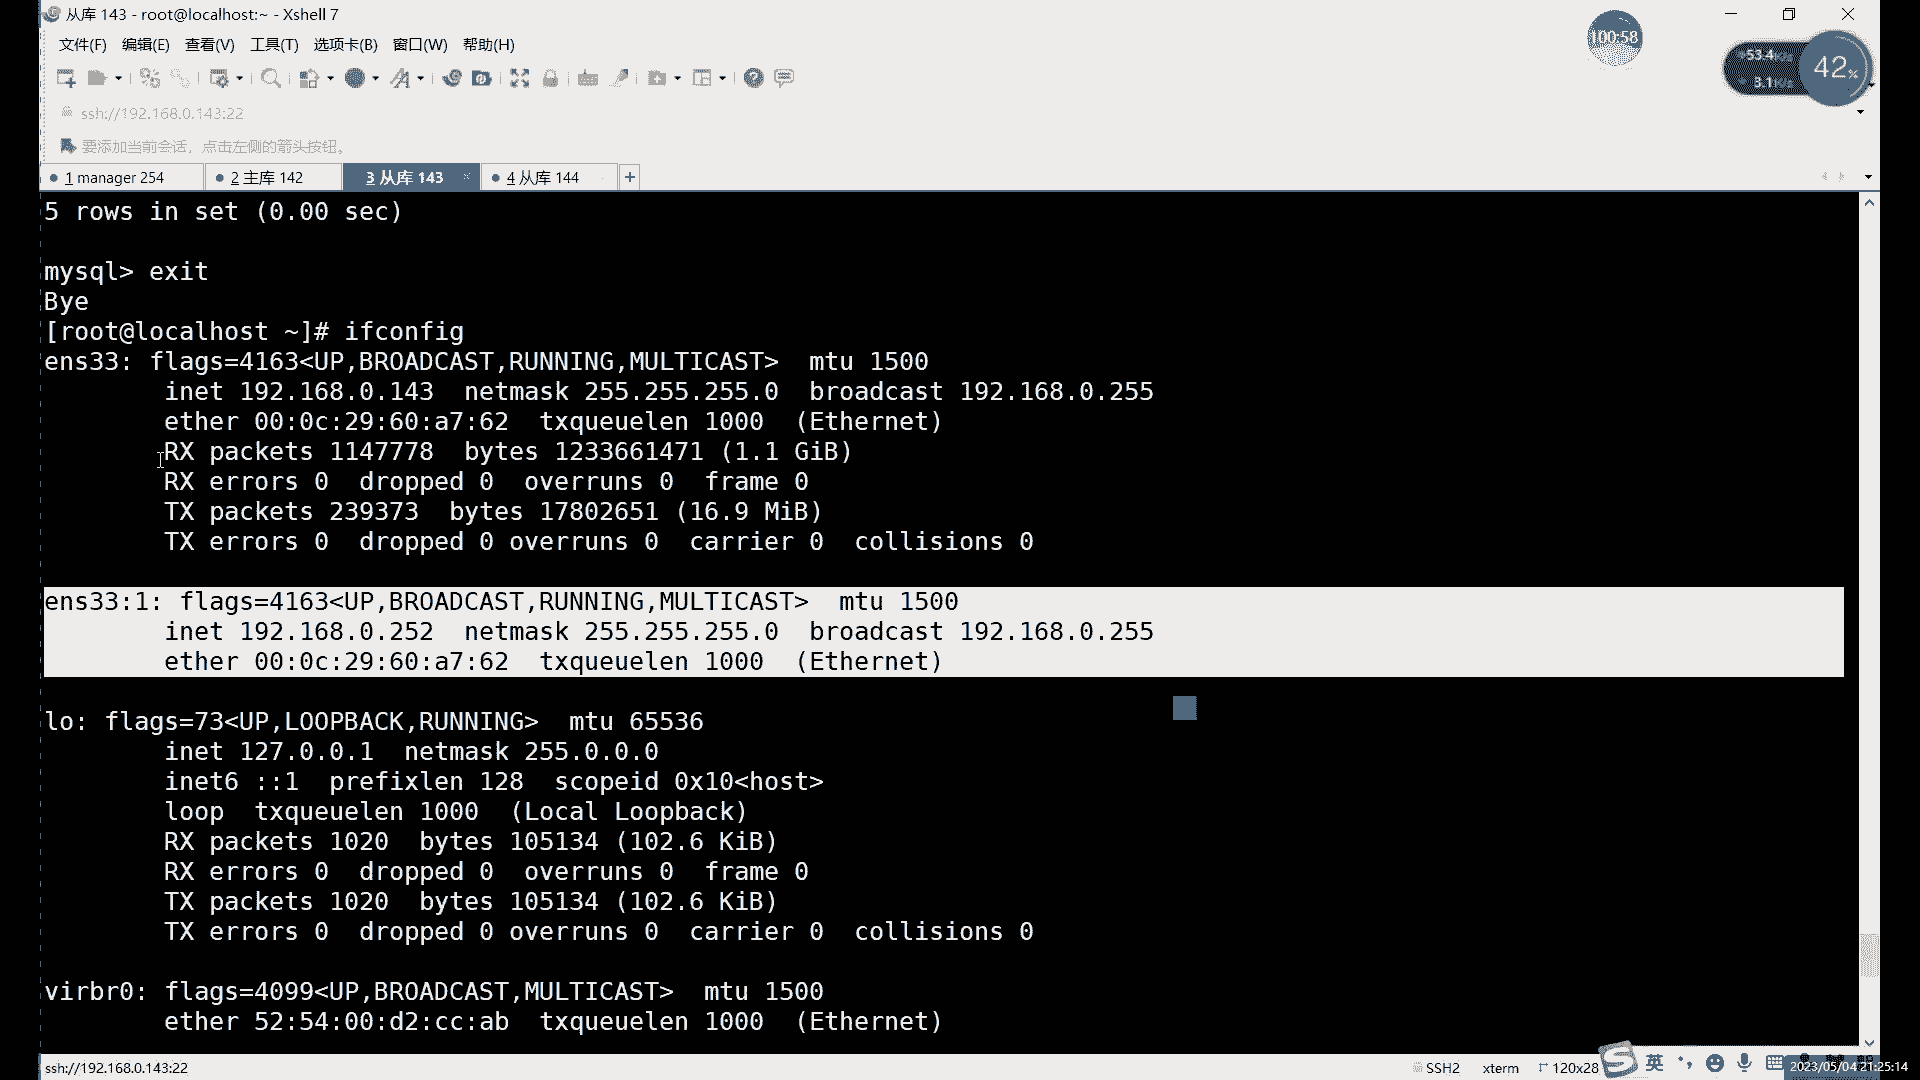 从库 143 - root@localhost:~ - Xshell 7
文件(F) 编辑(E) 查看(V) 工具(T) 选项卡(B) 窗口(W) 帮助(H)
100:58
53.4K/s
3.1K/s
42%
ssh://192.168.0.143:22
要添加当前会话，点击左侧的箭头按钮。
1 manager 254 2 主库 142 3 从库 143 × 4 从库 144 +
5 rows in set (0.00 sec)
mysql> exit
Bye
[root@localhost ~]# ifconfig
ens33: flags=4163<UP,BROADCAST,RUNNING,MULTICAST>  mtu 1500
inet 192.168.0.143  netmask 255.255.255.0  broadcast 192.168.0.255
ether 00:0c:29:60:a7:62  txqueuelen 1000  (Ethernet)
RX packets 1147778  bytes 1233661471 (1.1 GiB)
RX errors 0  dropped 0  overruns 0  frame 0
TX packets 239373  bytes 17802651 (16.9 MiB)
TX errors 0  dropped 0 overruns 0  carrier 0  collisions 0
ens33:1: flags=4163<UP,BROADCAST,RUNNING,MULTICAST>  mtu 1500
inet 192.168.0.252  netmask 255.255.255.0  broadcast 192.168.0.255
ether 00:0c:29:60:a7:62  txqueuelen 1000  (Ethernet)
lo: flags=73<UP,LOOPBACK,RUNNING>  mtu 65536
inet 127.0.0.1  netmask 255.0.0.0
inet6 ::1  prefixlen 128  scopeid 0x10<host>
loop  txqueuelen 1000  (Local Loopback)
RX packets 1020  bytes 105134 (102.6 KiB)
RX errors 0  dropped 0  overruns 0  frame 0
TX packets 1020  bytes 105134 (102.6 KiB)
TX errors 0  dropped 0 overruns 0  carrier 0  collisions 0
virbr0: flags=4099<UP,BROADCAST,MULTICAST>  mtu 1500
ether 52:54:00:d2:cc:ab  txqueuelen 1000  (Ethernet)
ssh://192.168.0.143:22 SSH2 xterm 120x28 英 2023/05/04 21:25:14